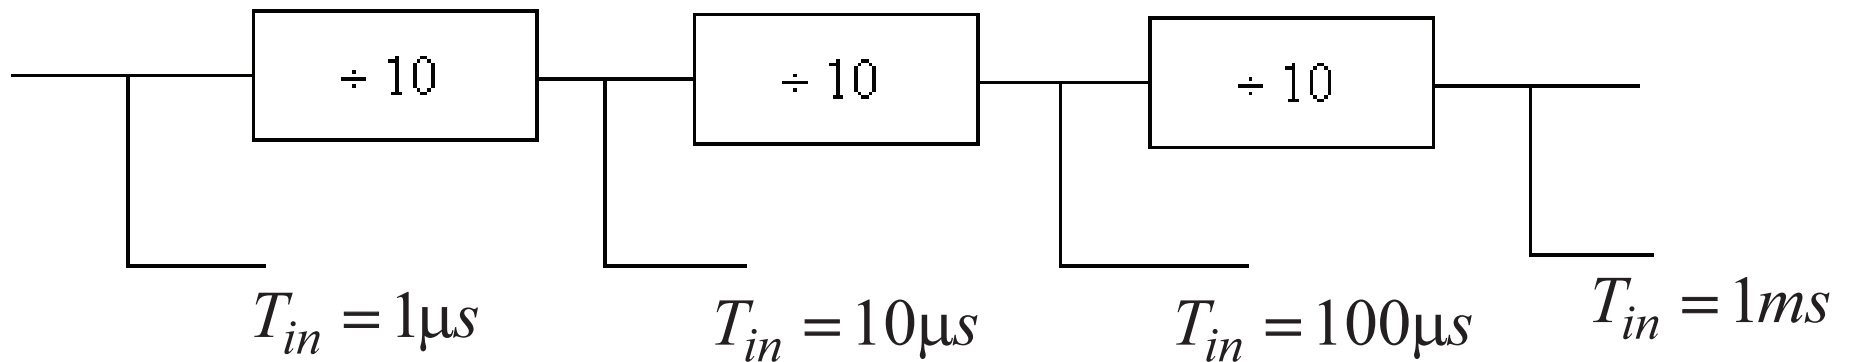 ÷ 10
÷ 10
÷ 10
T_in = 1μs
T_in = 10μs
T_in = 100μs
T_in = 1ms